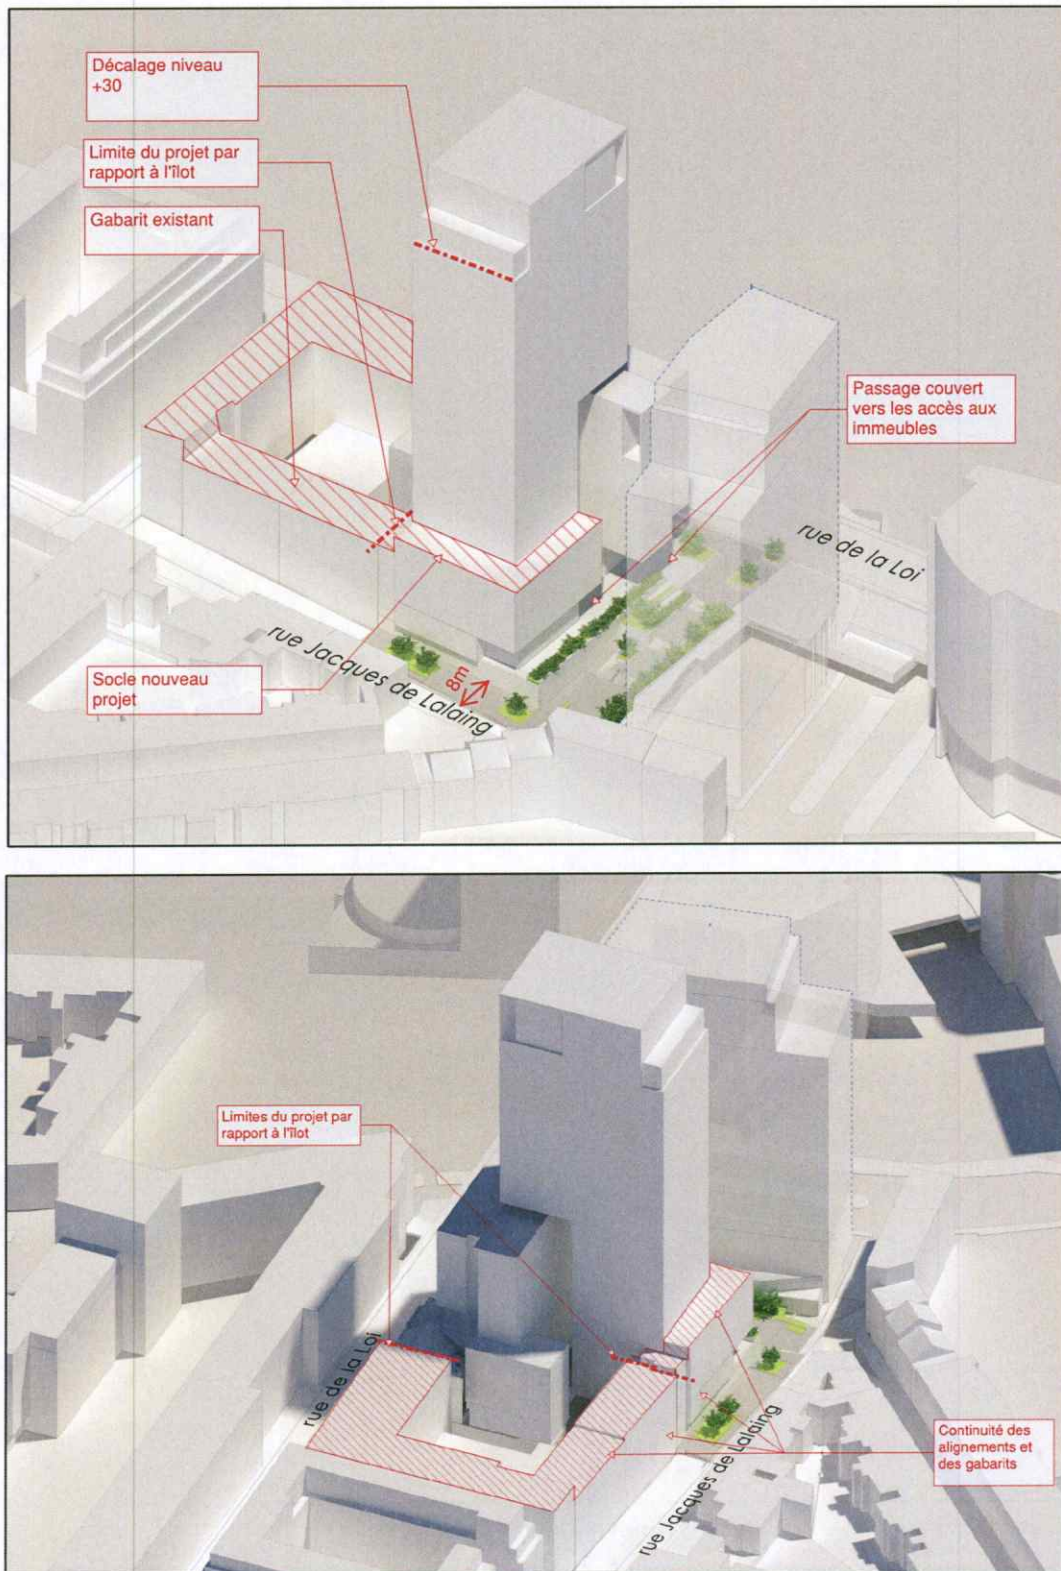 Décalage niveau
+30
Limite du projet par
rapport à l'îlot
Gabarit existant
Passage couvert
vers les accès aux
immeubles
rue de la Loi
rue Jacques de Lalaing
8m
Socle nouveau
projet
Limites du projet par
rapport à l'îlot
rue de la Loi
rue Jacques de Lalaing
Continuité des
alignements et
des gabarits